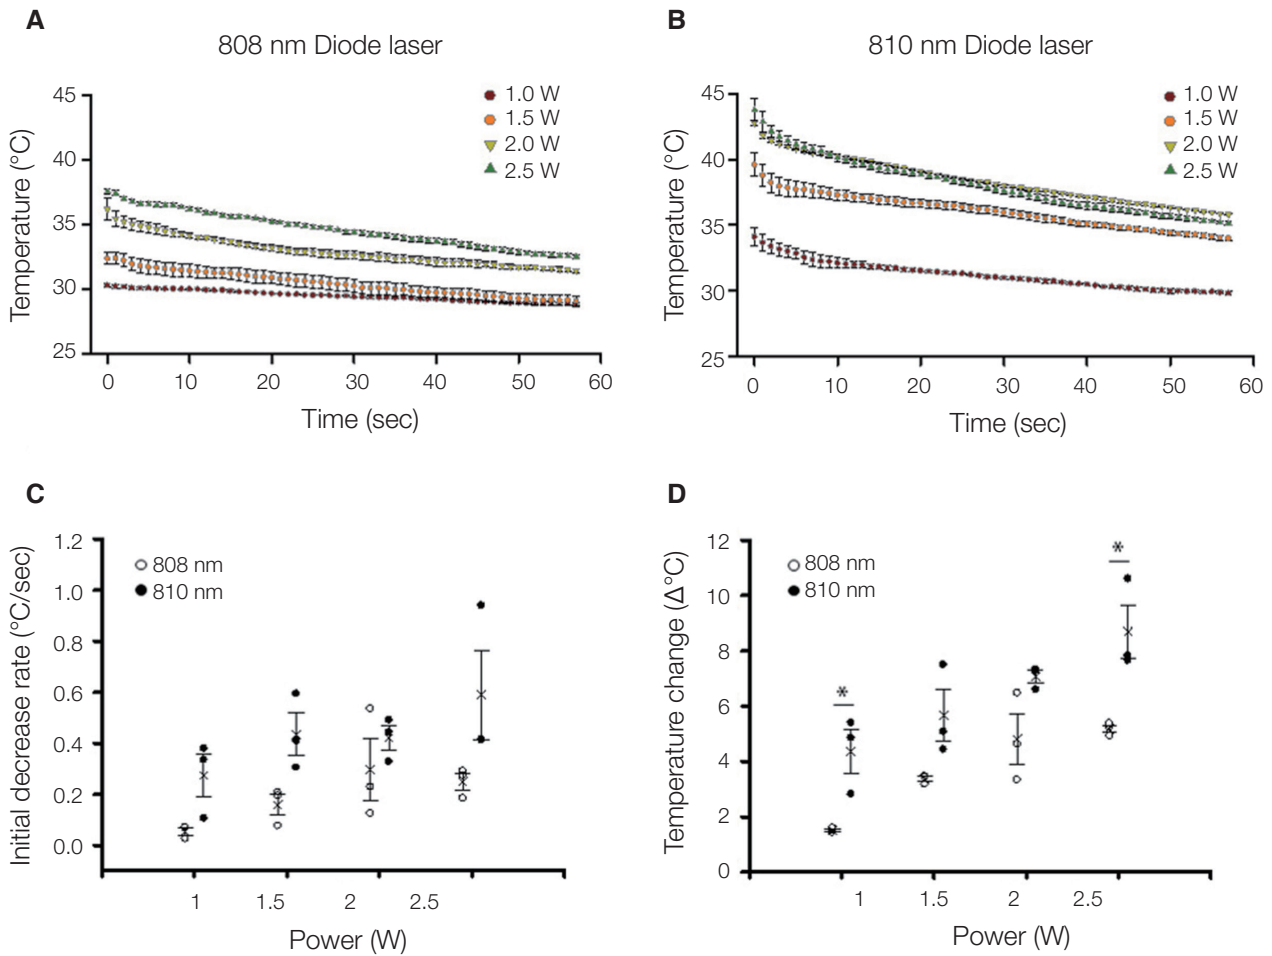 A
808 nm Diode laser
45
40
35
30
25
Temperature (°C)
0
10
20
30
40
50
60
Time (sec)
1.0 W
1.5 W
2.0 W
2.5 W
B
810 nm Diode laser
45
40
35
30
25
Temperature (°C)
0
10
20
30
40
50
60
Time (sec)
1.0 W
1.5 W
2.0 W
2.5 W
C
1.2
1.0
0.8
0.6
0.4
0.2
0.0
Initial decrease rate (°C/sec)
808 nm
810 nm
1
1.5
2
2.5
Power (W)
D
12
10
8
6
4
2
0
Temperature change (Δ°C)
808 nm
810 nm
*
*
1
1.5
2
2.5
Power (W)